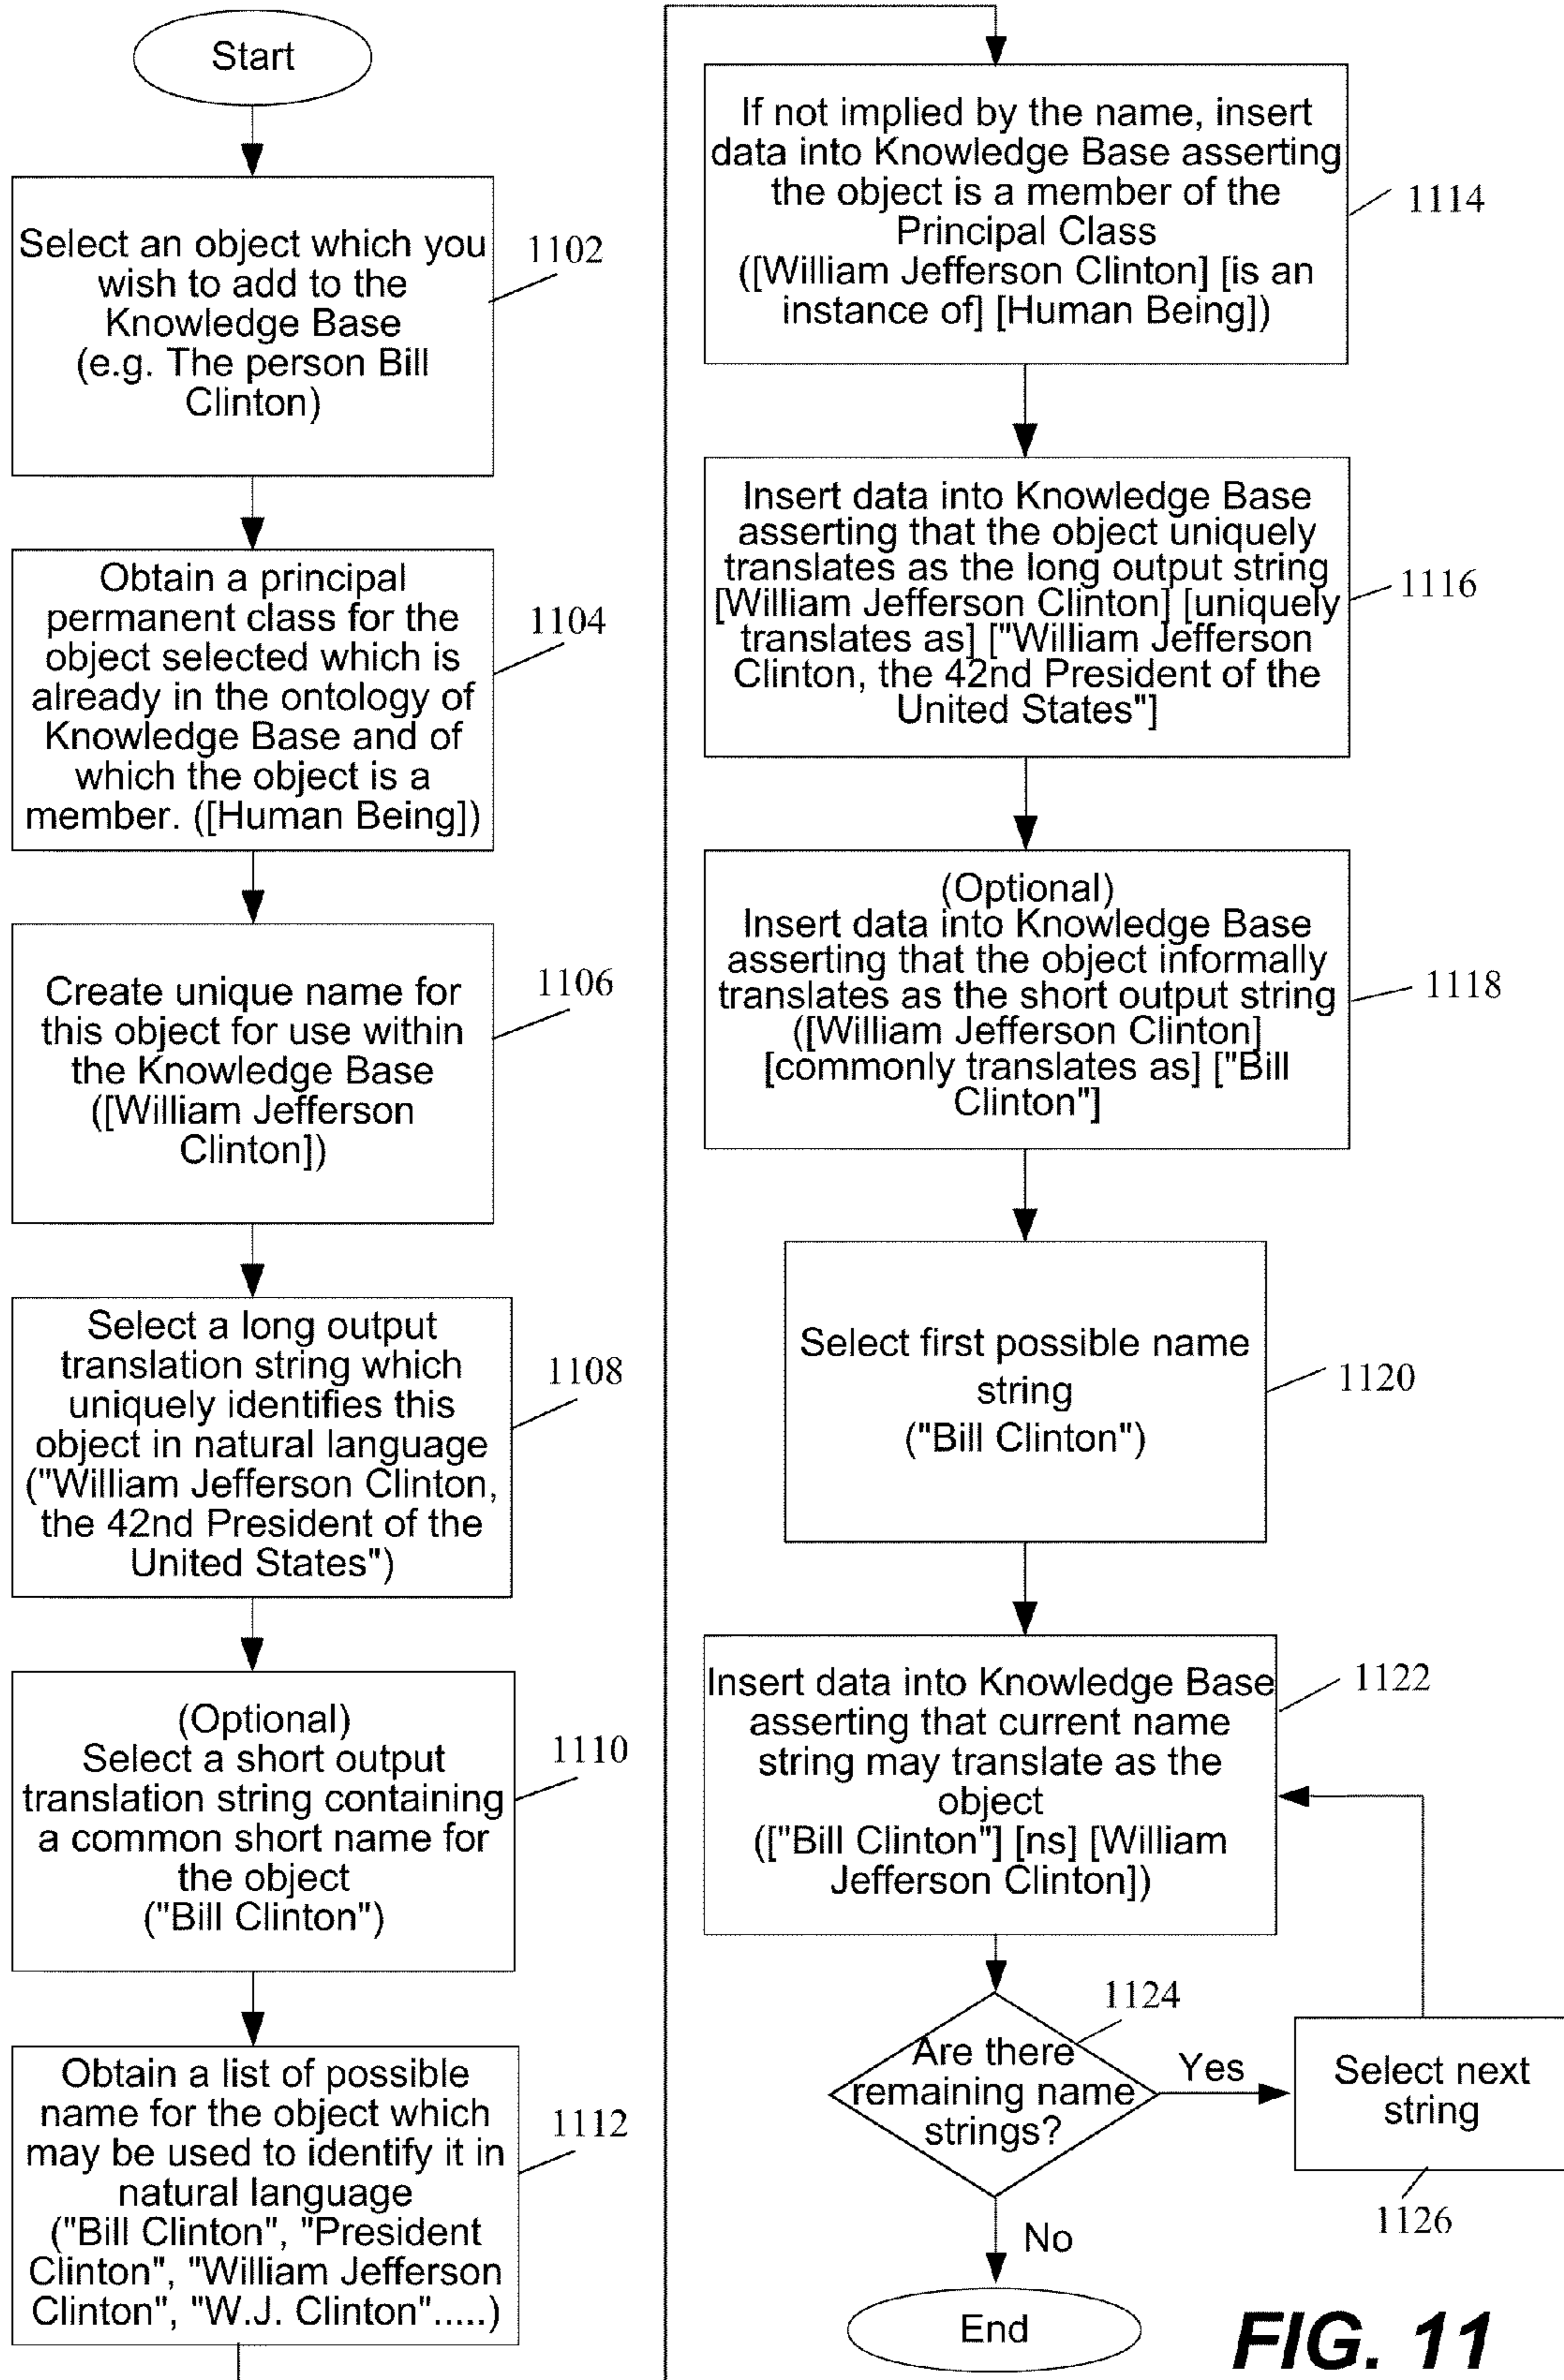 Start
Select an object which you
wish to add to the
Knowledge Base
(e.g. The person Bill
Clinton)
1102
Obtain a principal
permanent class for the
object selected which is
already in the ontology of
Knowledge Base and of
which the object is a
member. ([Human Being])
1104
Create unique name for
this object for use within
the Knowledge Base
([William Jefferson
Clinton])
1106
Select a long output
translation string which
uniquely identifies this
object in natural language
("William Jefferson Clinton,
the 42nd President of the
United States")
1108
(Optional)
Select a short output
translation string containing
a common short name for
the object
("Bill Clinton")
1110
Obtain a list of possible
name for the object which
may be used to identify it in
natural language
("Bill Clinton", "President
Clinton", "William Jefferson
Clinton", "W.J. Clinton".....)
1112
If not implied by the name, insert
data into Knowledge Base asserting
the object is a member of the
Principal Class
([William Jefferson Clinton] [is an
instance of] [Human Being])
1114
Insert data into Knowledge Base
asserting that the object uniquely
translates as the long output string
[William Jefferson Clinton] [uniquely
translates as] ["William Jefferson
Clinton, the 42nd President of the
United States"]
1116
(Optional)
Insert data into Knowledge Base
asserting that the object informally
translates as the short output string
([William Jefferson Clinton]
[commonly translates as] ["Bill
Clinton"]
1118
Select first possible name
string
("Bill Clinton")
1120
Insert data into Knowledge Base
asserting that current name
string may translate as the
object
(["Bill Clinton"] [ns] [William
Jefferson Clinton])
1122
Are there
remaining name
strings?
1124
Yes
Select next
string
1126
No
End
FIG. 11